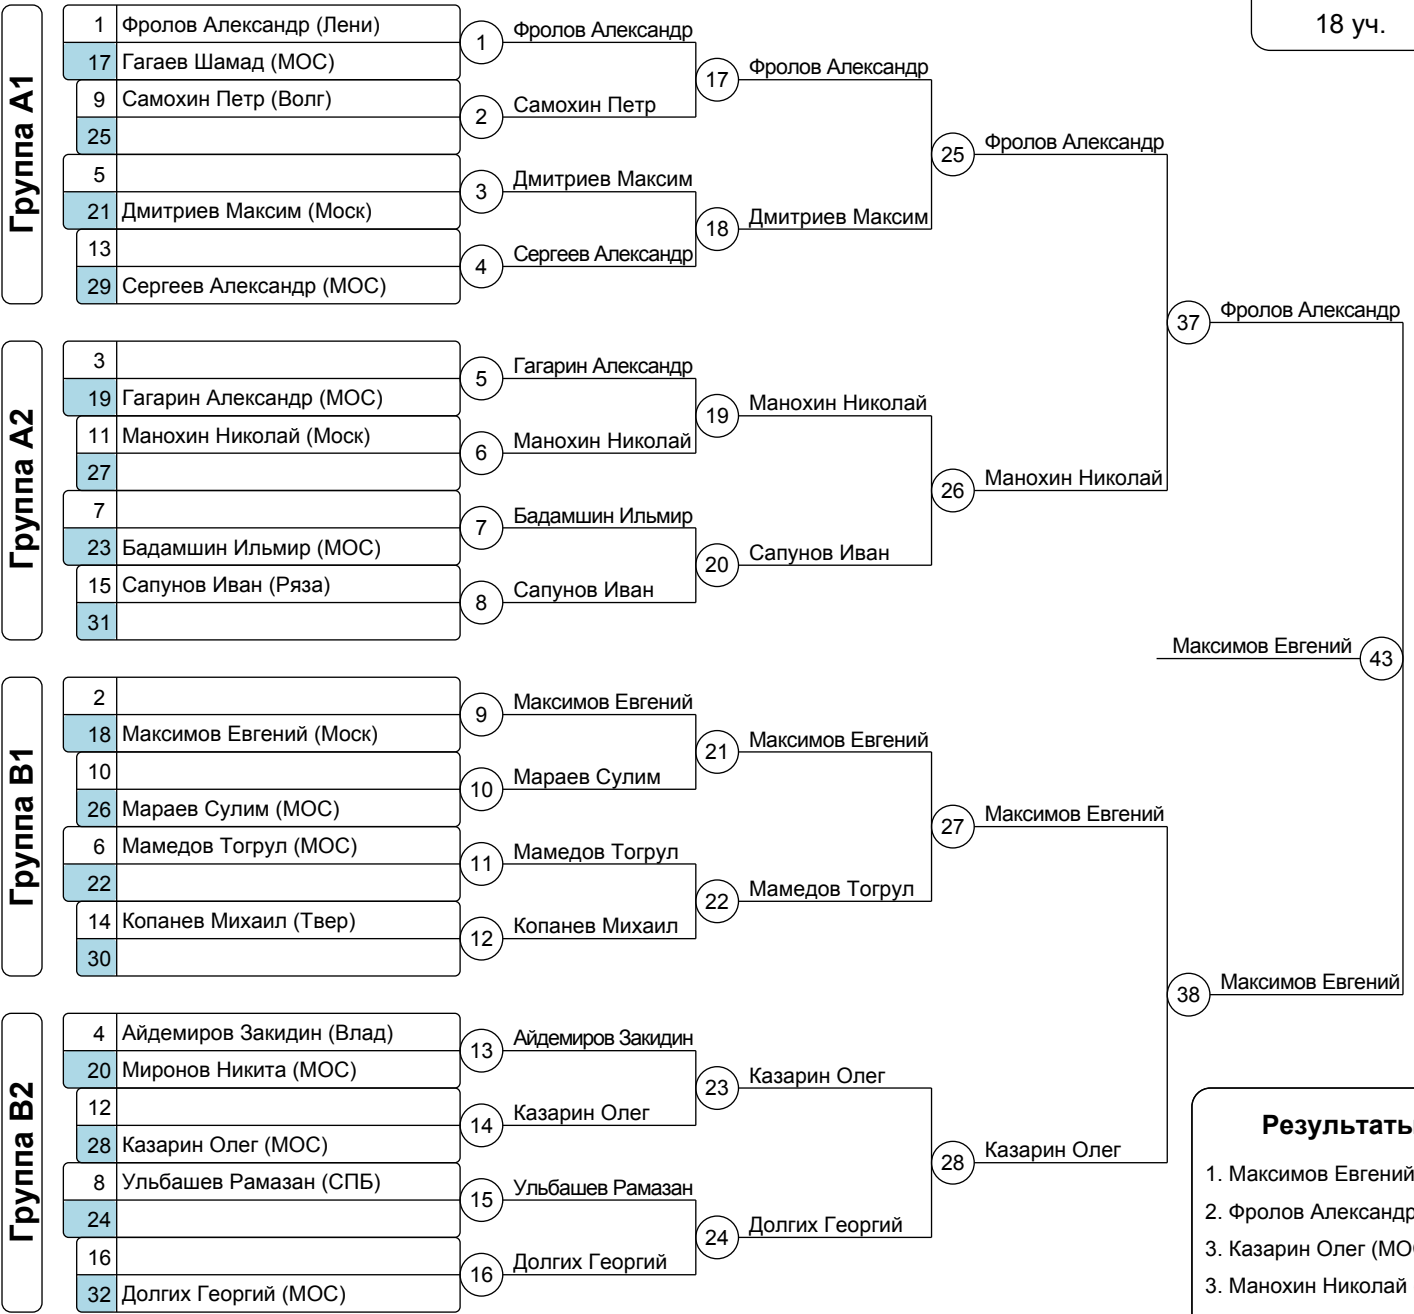 18 уч.
Группа A1
1 Фролов Александр (Лени)
17 Гагаев Шамад (МОС)
9 Самохин Петр (Волг)
25
5
21 Дмитриев Максим (Моск)
13
29 Сергеев Александр (МОС)
1 Фролов Александр
2 Самохин Петр
3 Дмитриев Максим
4 Сергеев Александр
17 Фролов Александр
18 Дмитриев Максим
25 Фролов Александр
Группа A2
3
19 Гагарин Александр (МОС)
11 Манохин Николай (Моск)
27
7
23 Бадамшин Ильмир (МОС)
15 Сапунов Иван (Ряза)
31
5 Гагарин Александр
6 Манохин Николай
7 Бадамшин Ильмир
8 Сапунов Иван
19 Манохин Николай
20 Сапунов Иван
26 Манохин Николай
37 Фролов Александр
Максимов Евгений 43
Группа B1
2
18 Максимов Евгений (Моск)
10
26 Мараев Сулим (МОС)
6 Мамедов Тогрул (МОС)
22
14 Копанев Михаил (Твер)
30
9 Максимов Евгений
10 Мараев Сулим
11 Мамедов Тогрул
12 Копанев Михаил
21 Максимов Евгений
22 Мамедов Тогрул
27 Максимов Евгений
Группа B2
4 Айдемиров Закидин (Влад)
20 Миронов Никита (МОС)
12
28 Казарин Олег (МОС)
8 Ульбашев Рамазан (СПБ)
24
16
32 Долгих Георгий (МОС)
13 Айдемиров Закидин
14 Казарин Олег
15 Ульбашев Рамазан
16 Долгих Георгий
23 Казарин Олег
24 Долгих Георгий
28 Казарин Олег
38 Максимов Евгений
Результаты
1. Максимов Евгений
2. Фролов Александр
3. Казарин Олег (МО
3. Манохин Николай